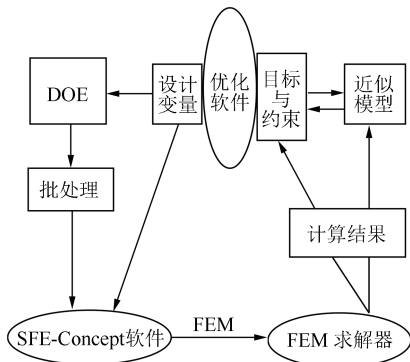 DOE
设计
变量
优化
软件
目标
与
约束
近似
模型
批处理
计算结果
SFE-Concept软件
FEM
FEM 求解器